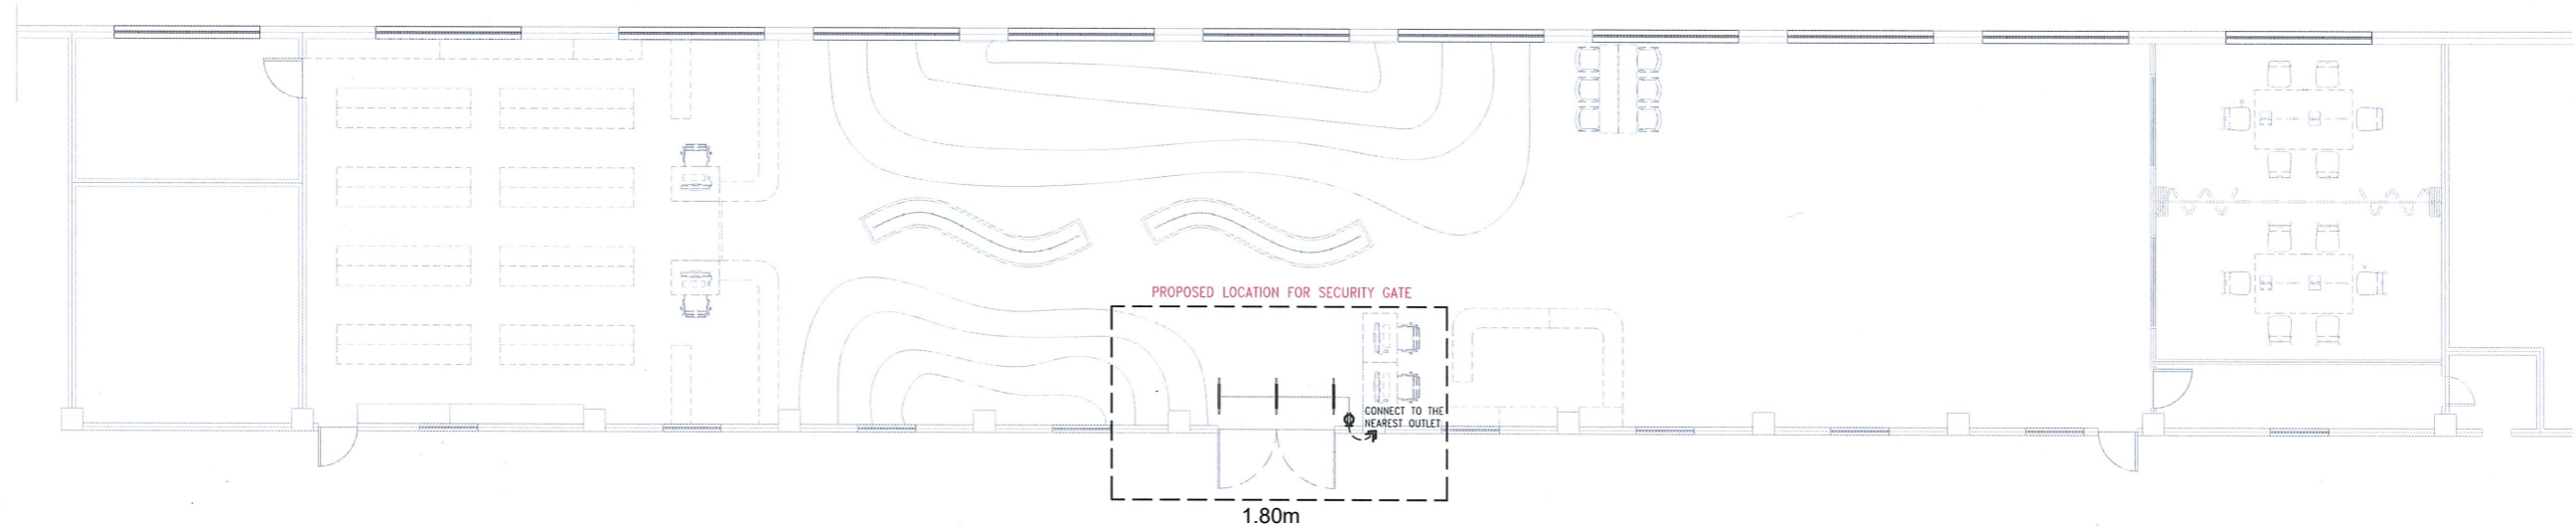 PROPOSED LOCATION FOR SECURITY GATE
CONNECT TO THE
NEAREST OUTLET
1.80m